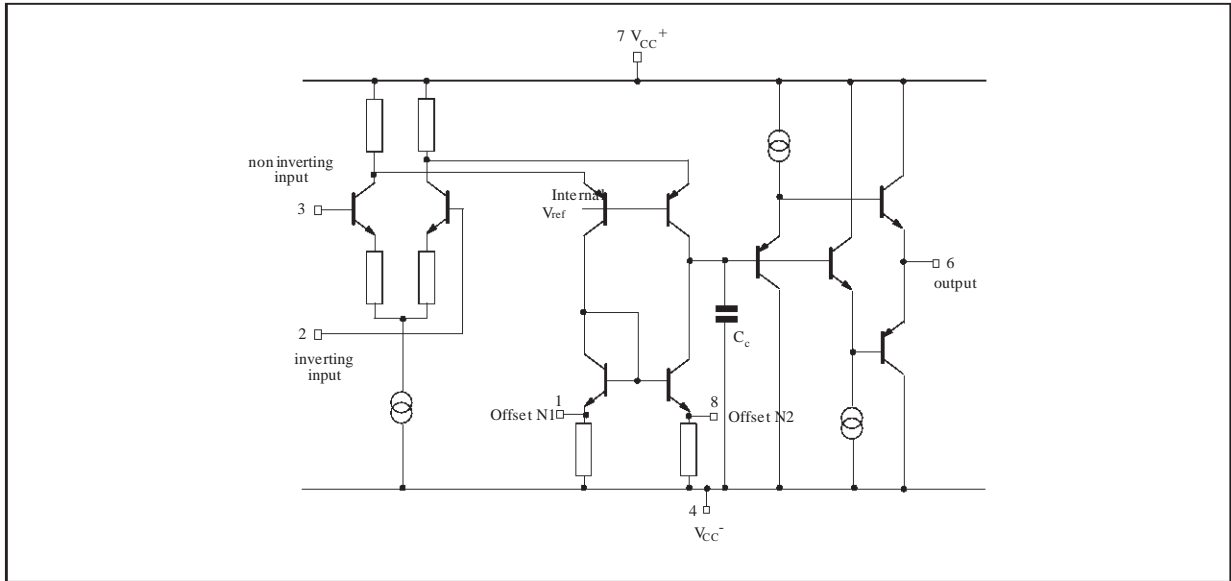 7 VCC+
non inverting
input
3
Internal
Vref
6
output
2
inverting
input
Cc
1
Offset N1
8
Offset N2
4
VCC-